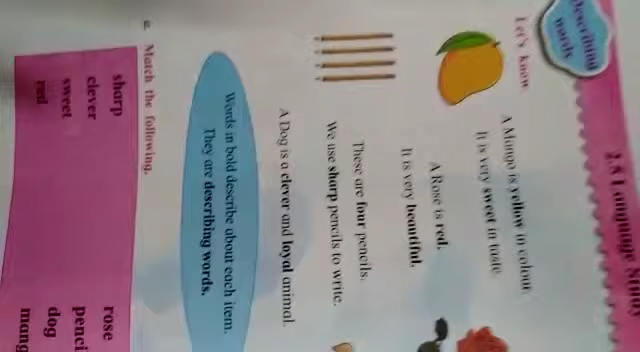 2.5 Language Study
Describing
words
Let's know
A Mango is yellow in colour.
It is very sweet in taste.
A Rose is red.
It is very beautiful.
These are four pencils.
We use sharp pencils to write.
A Dog is a clever and loyal animal.
Words in bold describe about each item.
They are describing words.
a. Match the following.
sharp rose
clever penci
sweet dog
red mang